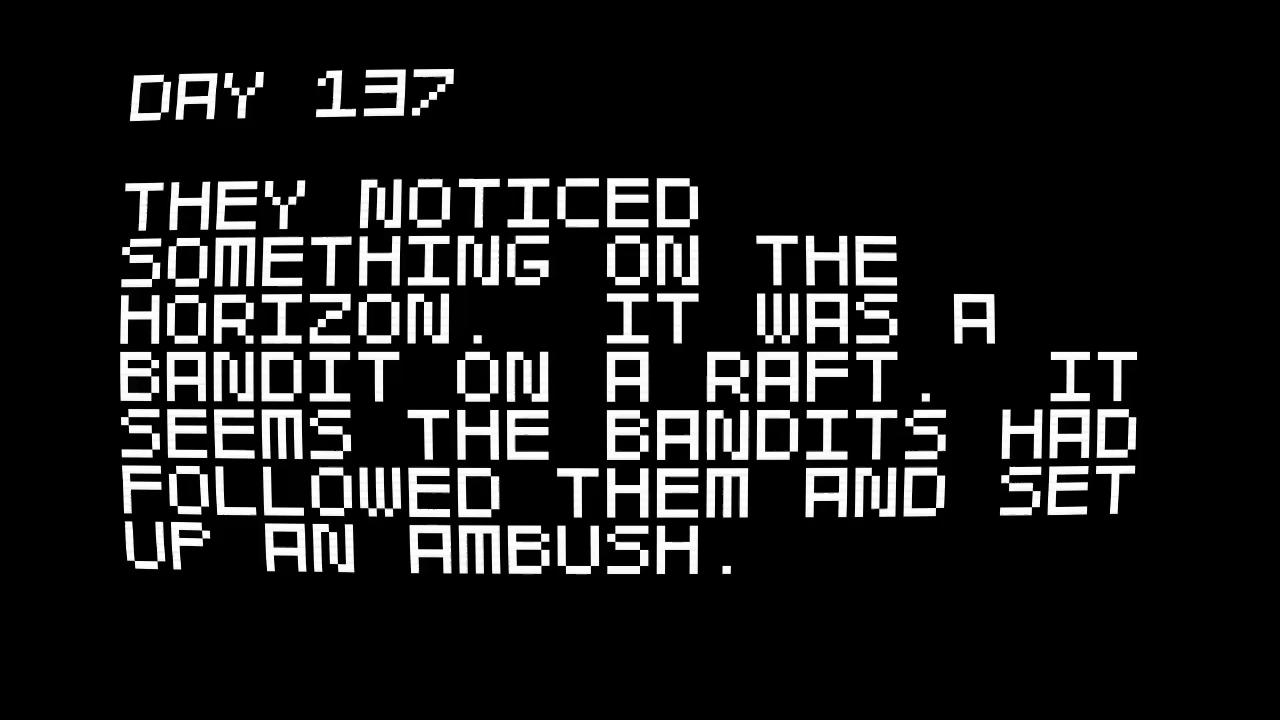 DAY 137
THEY NOTICED
SOMETHING ON THE
HORIZON.  IT WAS A
BANDIT ON A RAFT.  IT
SEEMS THE BANDITS HAD
FOLLOWED THEM AND SET
UP AN AMBUSH.